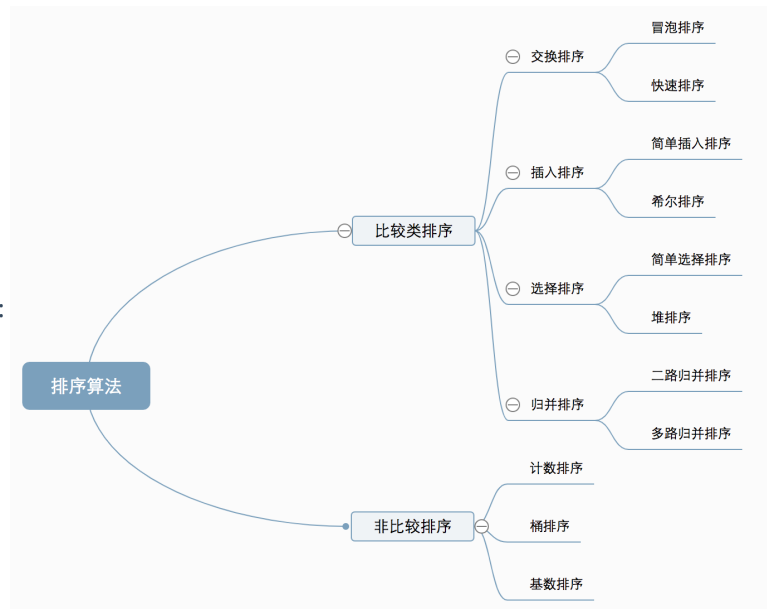 排序算法
比较类排序
交换排序
冒泡排序
快速排序
插入排序
简单插入排序
希尔排序
选择排序
简单选择排序
堆排序
归并排序
二路归并排序
多路归并排序
非比较排序
计数排序
桶排序
基数排序